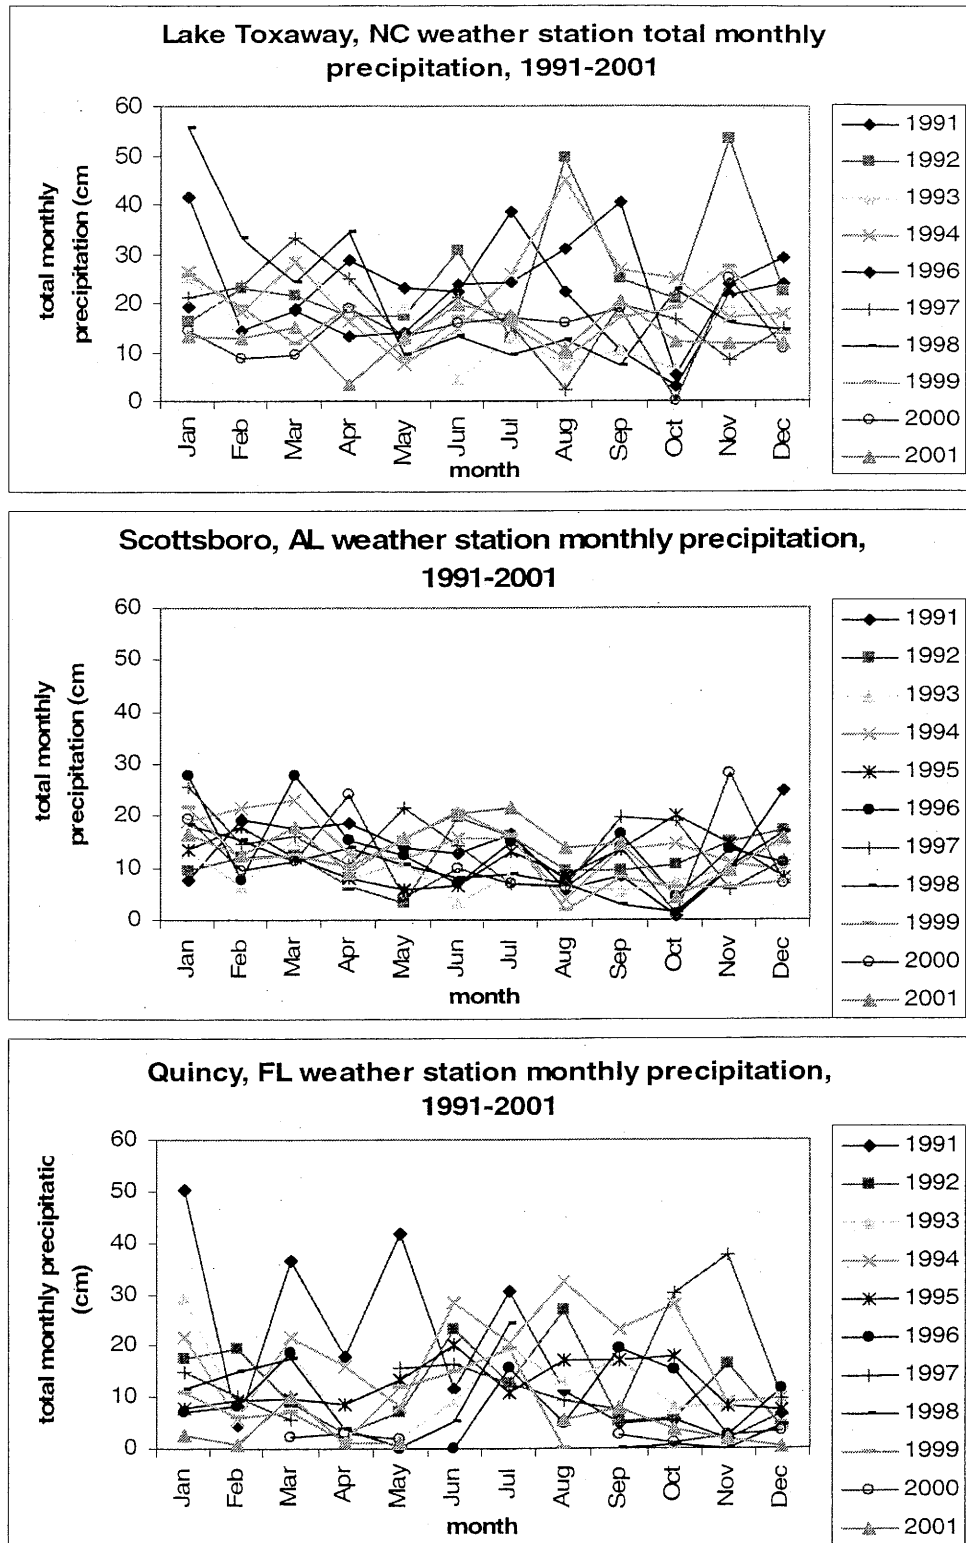 Lake Toxaway, NC weather station total monthly
precipitation, 1991-2001
total monthly
precipitation (cm
60
50
40
30
20
10
0
Jan
Feb
Mar
Apr
May
Jun
Jul
Aug
Sep
Oct
Nov
Dec
month
1991
1992
1993
1994
1996
1997
1998
1999
2000
2001
Scottsboro, AL weather station monthly precipitation,
1991-2001
total monthly
precipitation (cm
60
50
40
30
20
10
0
Jan
Feb
Mar
Apr
May
Jun
Jul
Aug
Sep
Oct
Nov
Dec
month
1991
1992
1993
1994
1995
1996
1997
1998
1999
2000
2001
Quincy, FL weather station monthly precipitation,
1991-2001
total monthly precipitatic
(cm)
60
50
40
30
20
10
0
Jan
Feb
Mar
Apr
May
Jun
Jul
Aug
Sep
Oct
Nov
Dec
month
1991
1992
1993
1994
1995
1996
1997
1998
1999
2000
2001